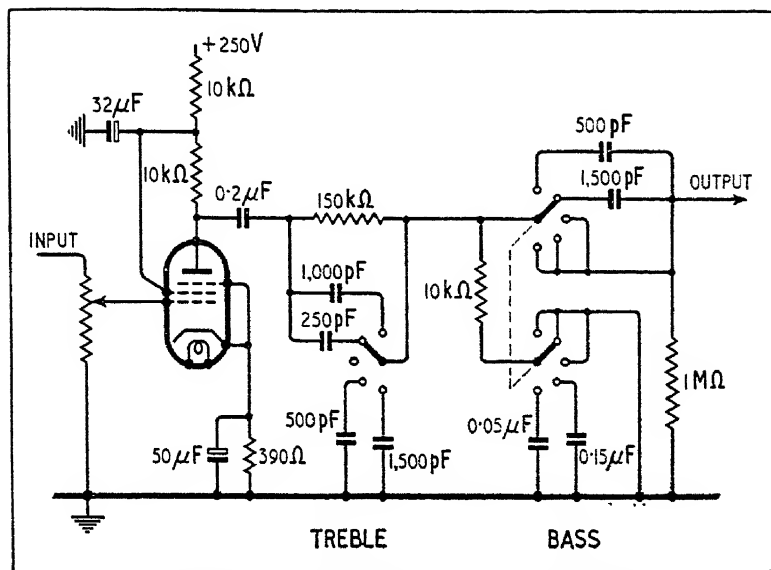 +250V
10kΩ
32μF
10kΩ
0·2μF
150kΩ
500pF
1,500pF
OUTPUT
INPUT
1,000pF
250pF
10kΩ
1MΩ
500pF
1,500pF
0·05μF
0·15μF
50μF
390Ω
TREBLE
BASS